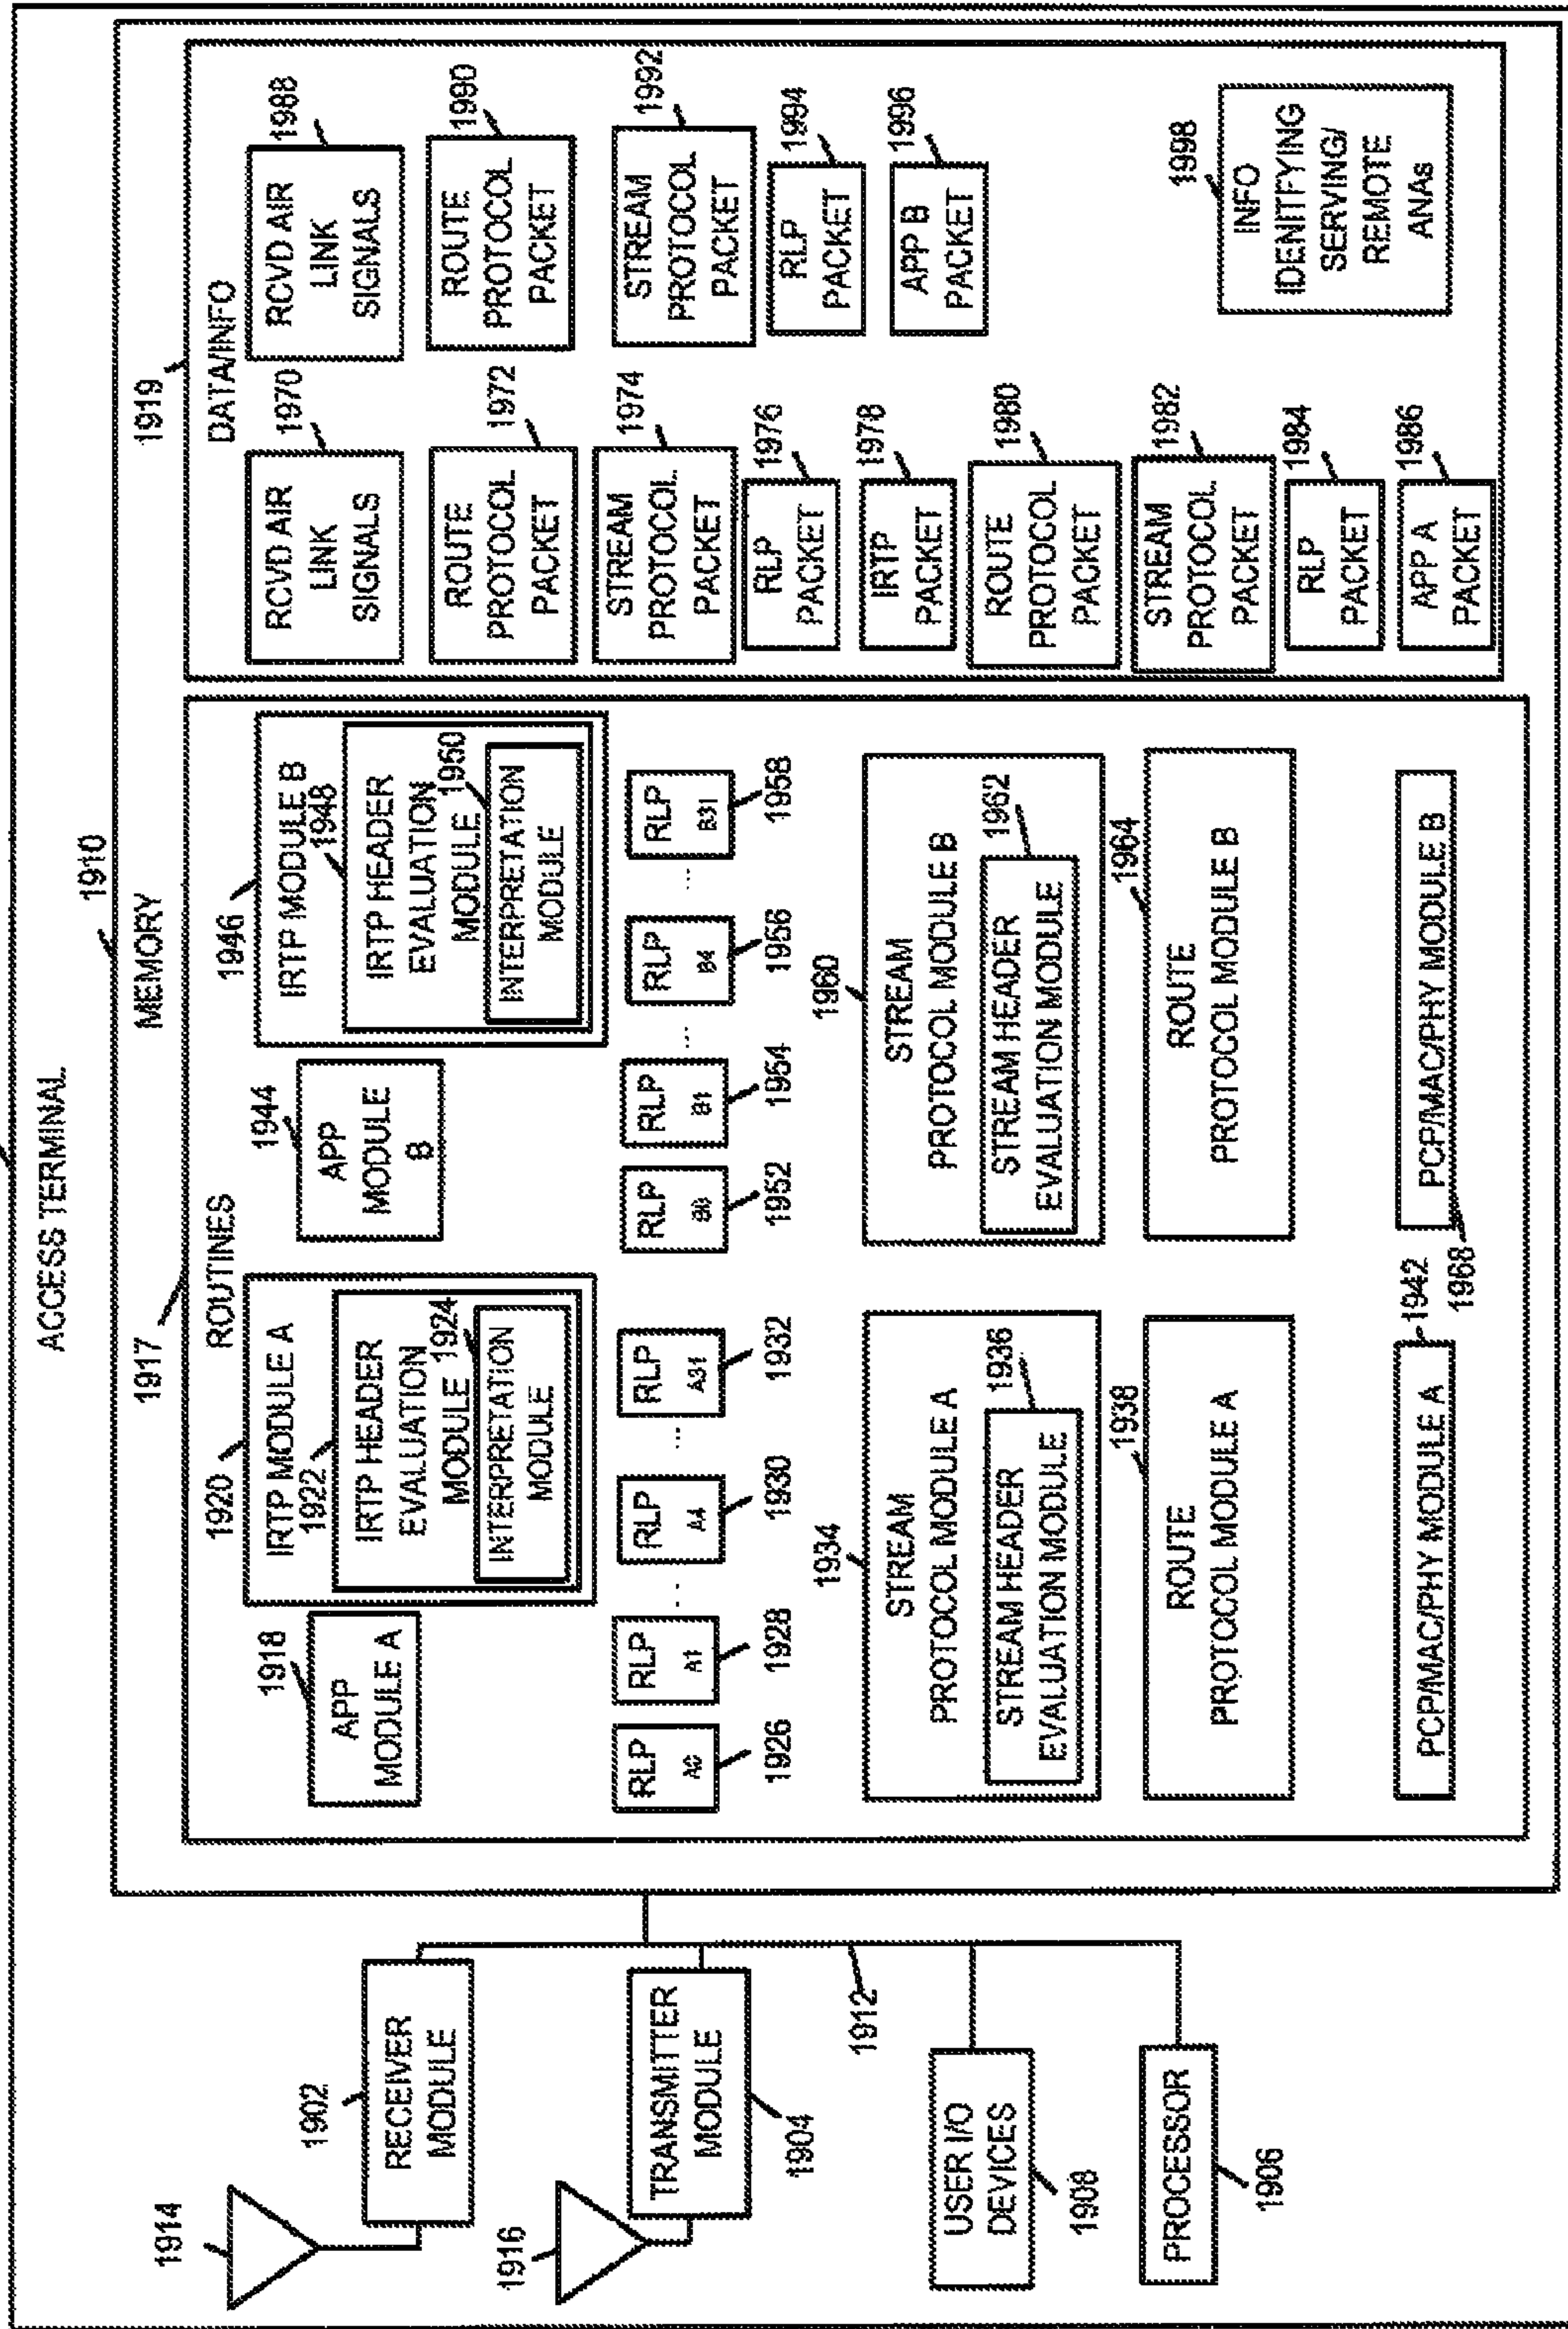 ACCESS TERMINAL
1914
1902
RECEIVER
MODULE
1916
TRANSMITTER
MODULE
1904
USER I/O
DEVICES
1908
1912
PROCESSOR
1906
1910
MEMORY
1917
ROUTINES
1918
APP
MODULE A
1920
IRTP MODULE A
1922
IRTP HEADER
EVALUATION
MODULE
1924
INTERPRETATION
MODULE
RLP
A0
1926
RLP
A1
1928
...
RLP
A4
1930
...
RLP
A31
1932
1934
STREAM
PROTOCOL MODULE A
1936
STREAM HEADER
EVALUATION MODULE
1938
ROUTE
PROTOCOL MODULE A
PCP/MAC/PHY MODULE A
1942
1944
APP
MODULE
B
1946
IRTP MODULE B
1948
IRTP HEADER
EVALUATION
MODULE
1950
INTERPRETATION
MODULE
RLP
B0
1952
RLP
B1
1954
...
RLP
B4
1956
...
RLP
B31
1958
1960
STREAM
PROTOCOL MODULE B
1962
STREAM HEADER
EVALUATION MODULE
1964
ROUTE
PROTOCOL MODULE B
PCP/MAC/PHY MODULE B
1968
1919
DATA/INFO
1970
RCVD AIR
LINK
SIGNALS
1972
ROUTE
PROTOCOL
PACKET
1974
STREAM
PROTOCOL
PACKET
1976
RLP
PACKET
1978
IRTP
PACKET
1980
ROUTE
PROTOCOL
PACKET
1982
STREAM
PROTOCOL
PACKET
1984
RLP
PACKET
1986
APP A
PACKET
1988
RCVD AIR
LINK
SIGNALS
1990
ROUTE
PROTOCOL
PACKET
1992
STREAM
PROTOCOL
PACKET
1994
RLP
PACKET
1996
APP B
PACKET
1998
INFO
IDENITFYING
SERVING/
REMOTE
ANAs